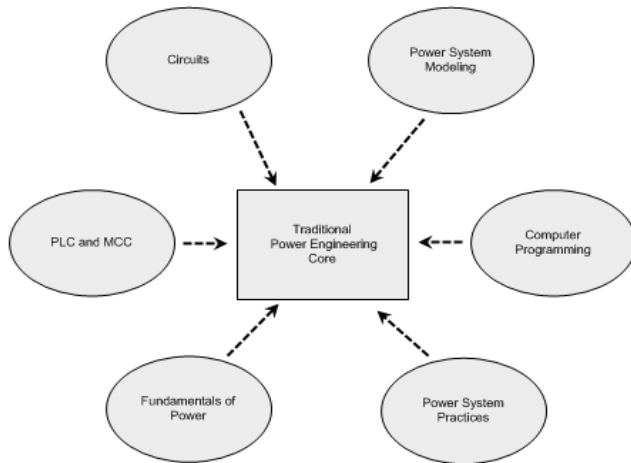 Circuits
Power System
Modeling
PLC and MCC
Traditional
Power Engineering
Core
Computer
Programming
Fundamentals of
Power
Power System
Practices